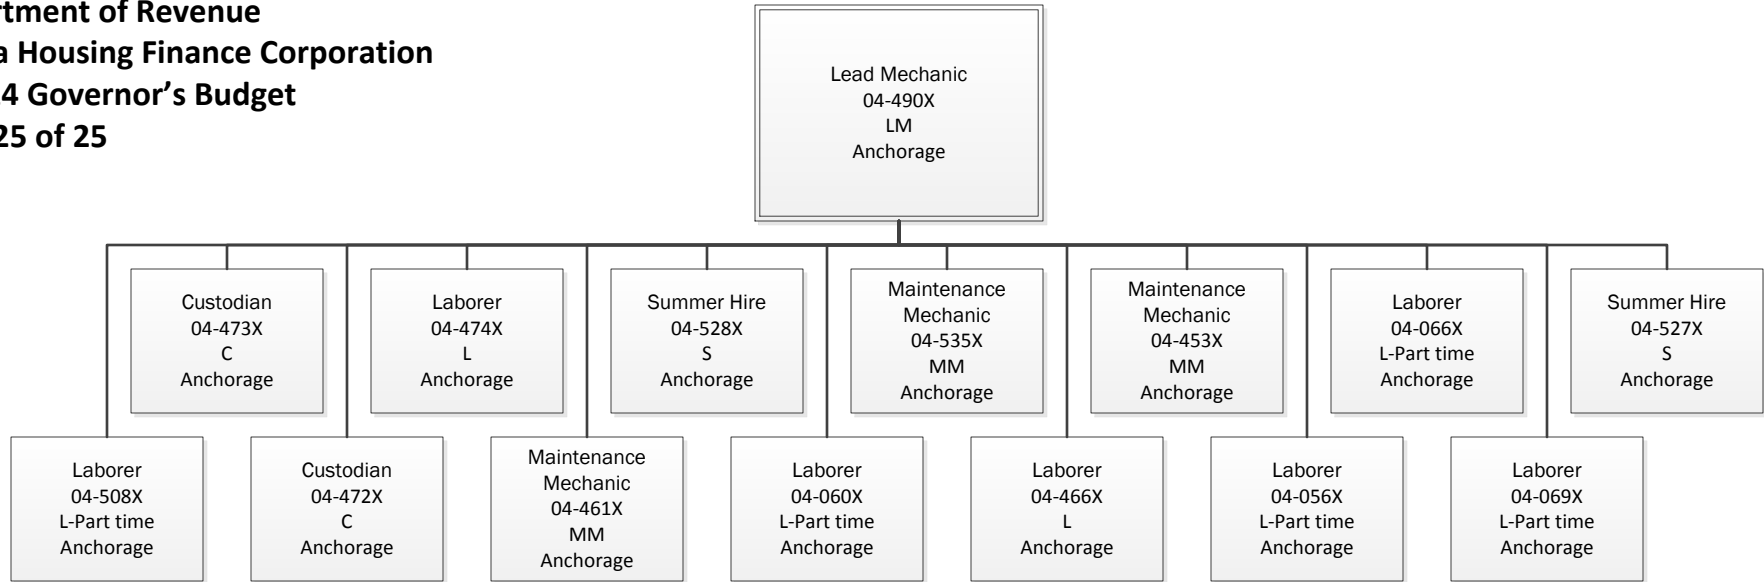 rtment of Revenue
a Housing Finance Corporation
4 Governor's Budget
25 of 25
Lead Mechanic
04-490X
LM
Anchorage
Custodian
04-473X
C
Anchorage
Laborer
04-474X
L
Anchorage
Summer Hire
04-528X
S
Anchorage
Maintenance
Mechanic
04-535X
MM
Anchorage
Maintenance
Mechanic
04-453X
MM
Anchorage
Laborer
04-066X
L-Part time
Anchorage
Summer Hire
04-527X
S
Anchorage
Laborer
04-508X
L-Part time
Anchorage
Custodian
04-472X
C
Anchorage
Maintenance
Mechanic
04-461X
MM
Anchorage
Laborer
04-060X
L-Part time
Anchorage
Laborer
04-466X
L
Anchorage
Laborer
04-056X
L-Part time
Anchorage
Laborer
04-069X
L-Part time
Anchorage